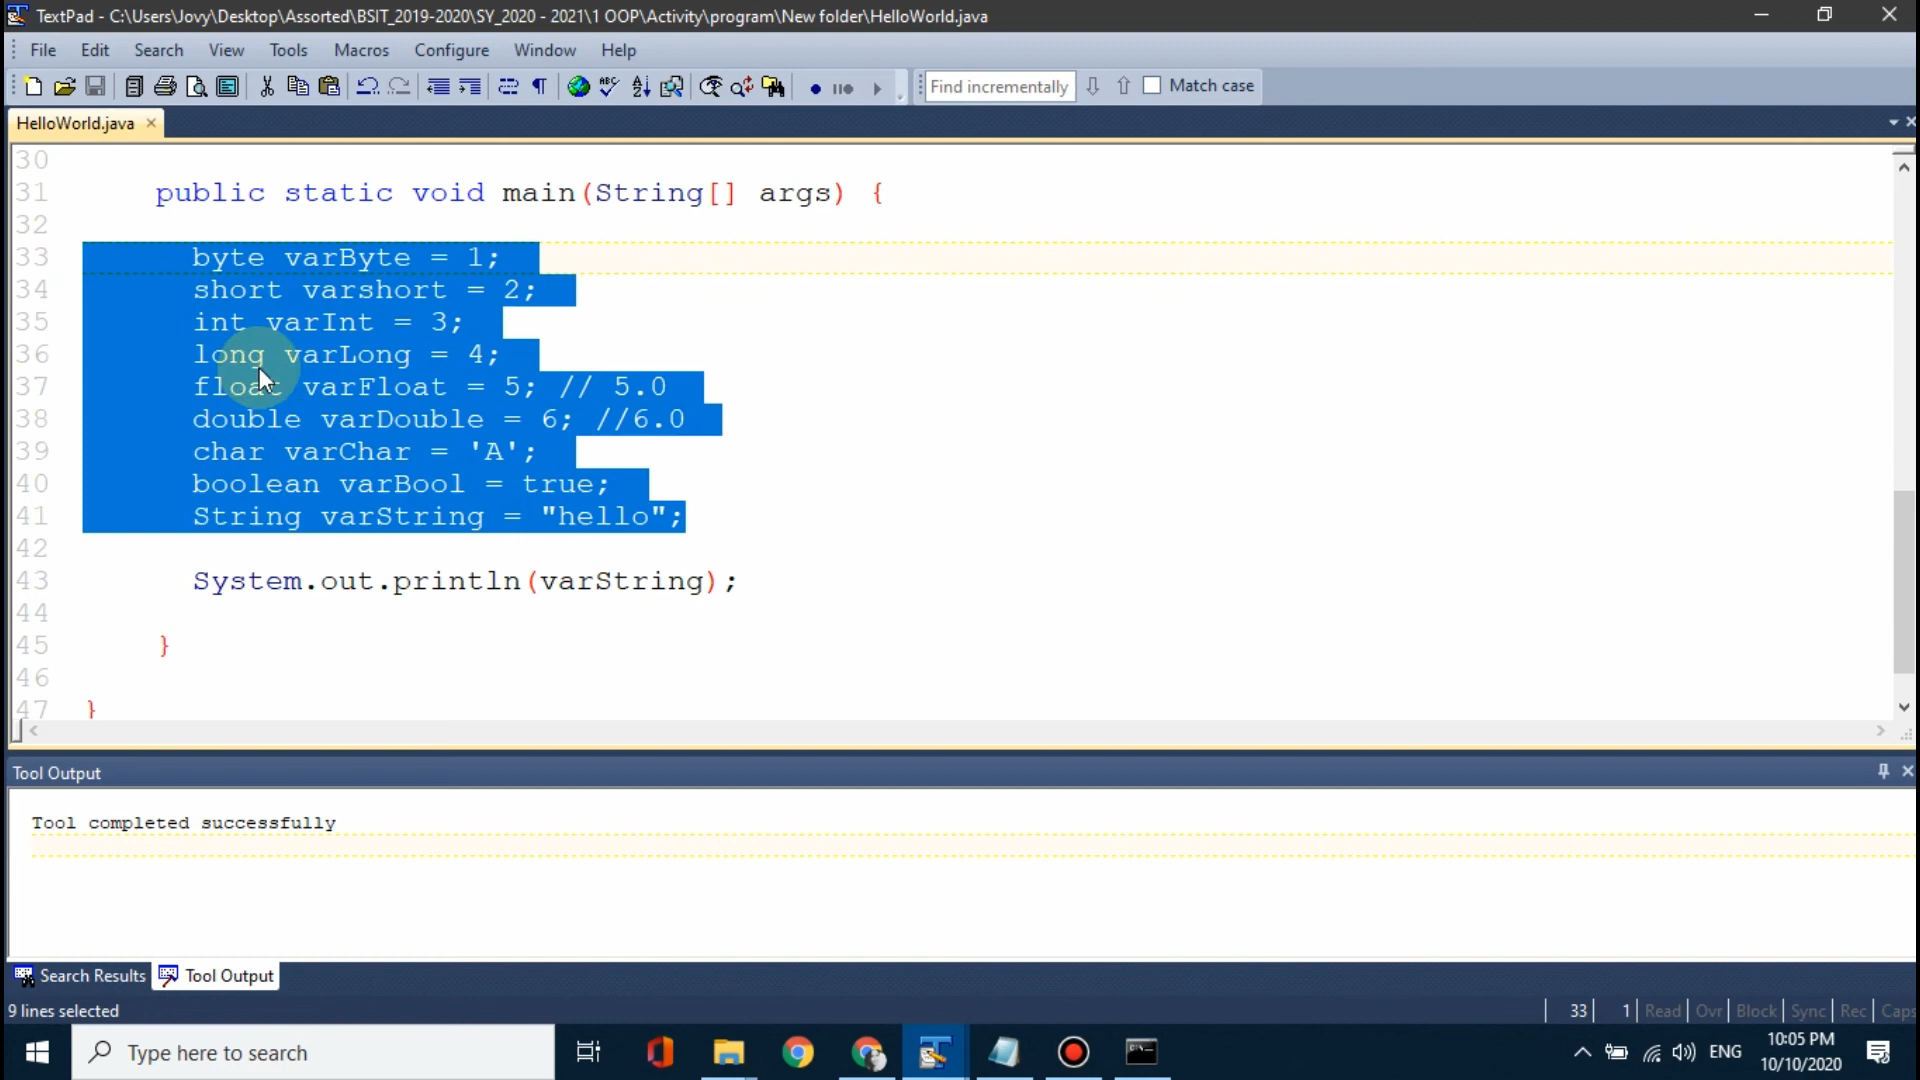 TextPad - C:\Users\Jovy\Desktop\Assorted\BSIT_2019-2020\SY_2020 - 2021\1 OOP\Activity\program\New folder\HelloWorld.java
File Edit Search View Tools Macros Configure Window Help
Find incrementally Match case
HelloWorld.java
30
31 public static void main(String[] args) {
32
33 byte varByte = 1;
34 short varshort = 2;
35 int varInt = 3;
36 long varLong = 4;
37 float varFloat = 5; // 5.0
38 double varDouble = 6; //6.0
39 char varChar = 'A';
40 boolean varBool = true;
41 String varString = "hello";
42
43 System.out.println(varString);
44
45 }
46
47 }
Tool Output
Tool completed successfully
Search Results Tool Output
9 lines selected 33 1 Read Ovr Block Sync Rec Caps
Type here to search ENG 10:05 PM
10/10/2020